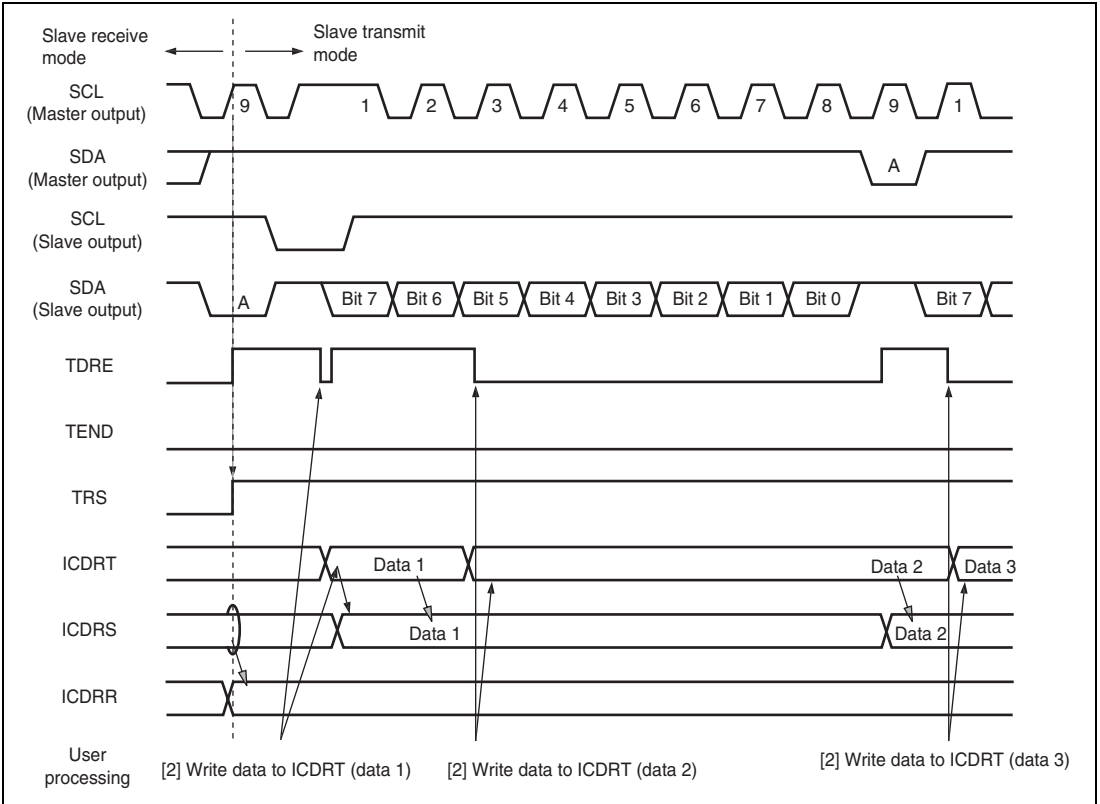 Slave receive
mode
Slave transmit
mode
SCL
(Master output)
9 1 2 3 4 5 6 7 8 9 1
SDA
(Master output)
A
SCL
(Slave output)
SDA
(Slave output)
A Bit 7 Bit 6 Bit 5 Bit 4 Bit 3 Bit 2 Bit 1 Bit 0 Bit 7
TDRE
TEND
TRS
ICDRT
Data 1 Data 2 Data 3
ICDRS
Data 1 Data 2
ICDRR
User
processing
[2] Write data to ICDRT (data 1) [2] Write data to ICDRT (data 2) [2] Write data to ICDRT (data 3)